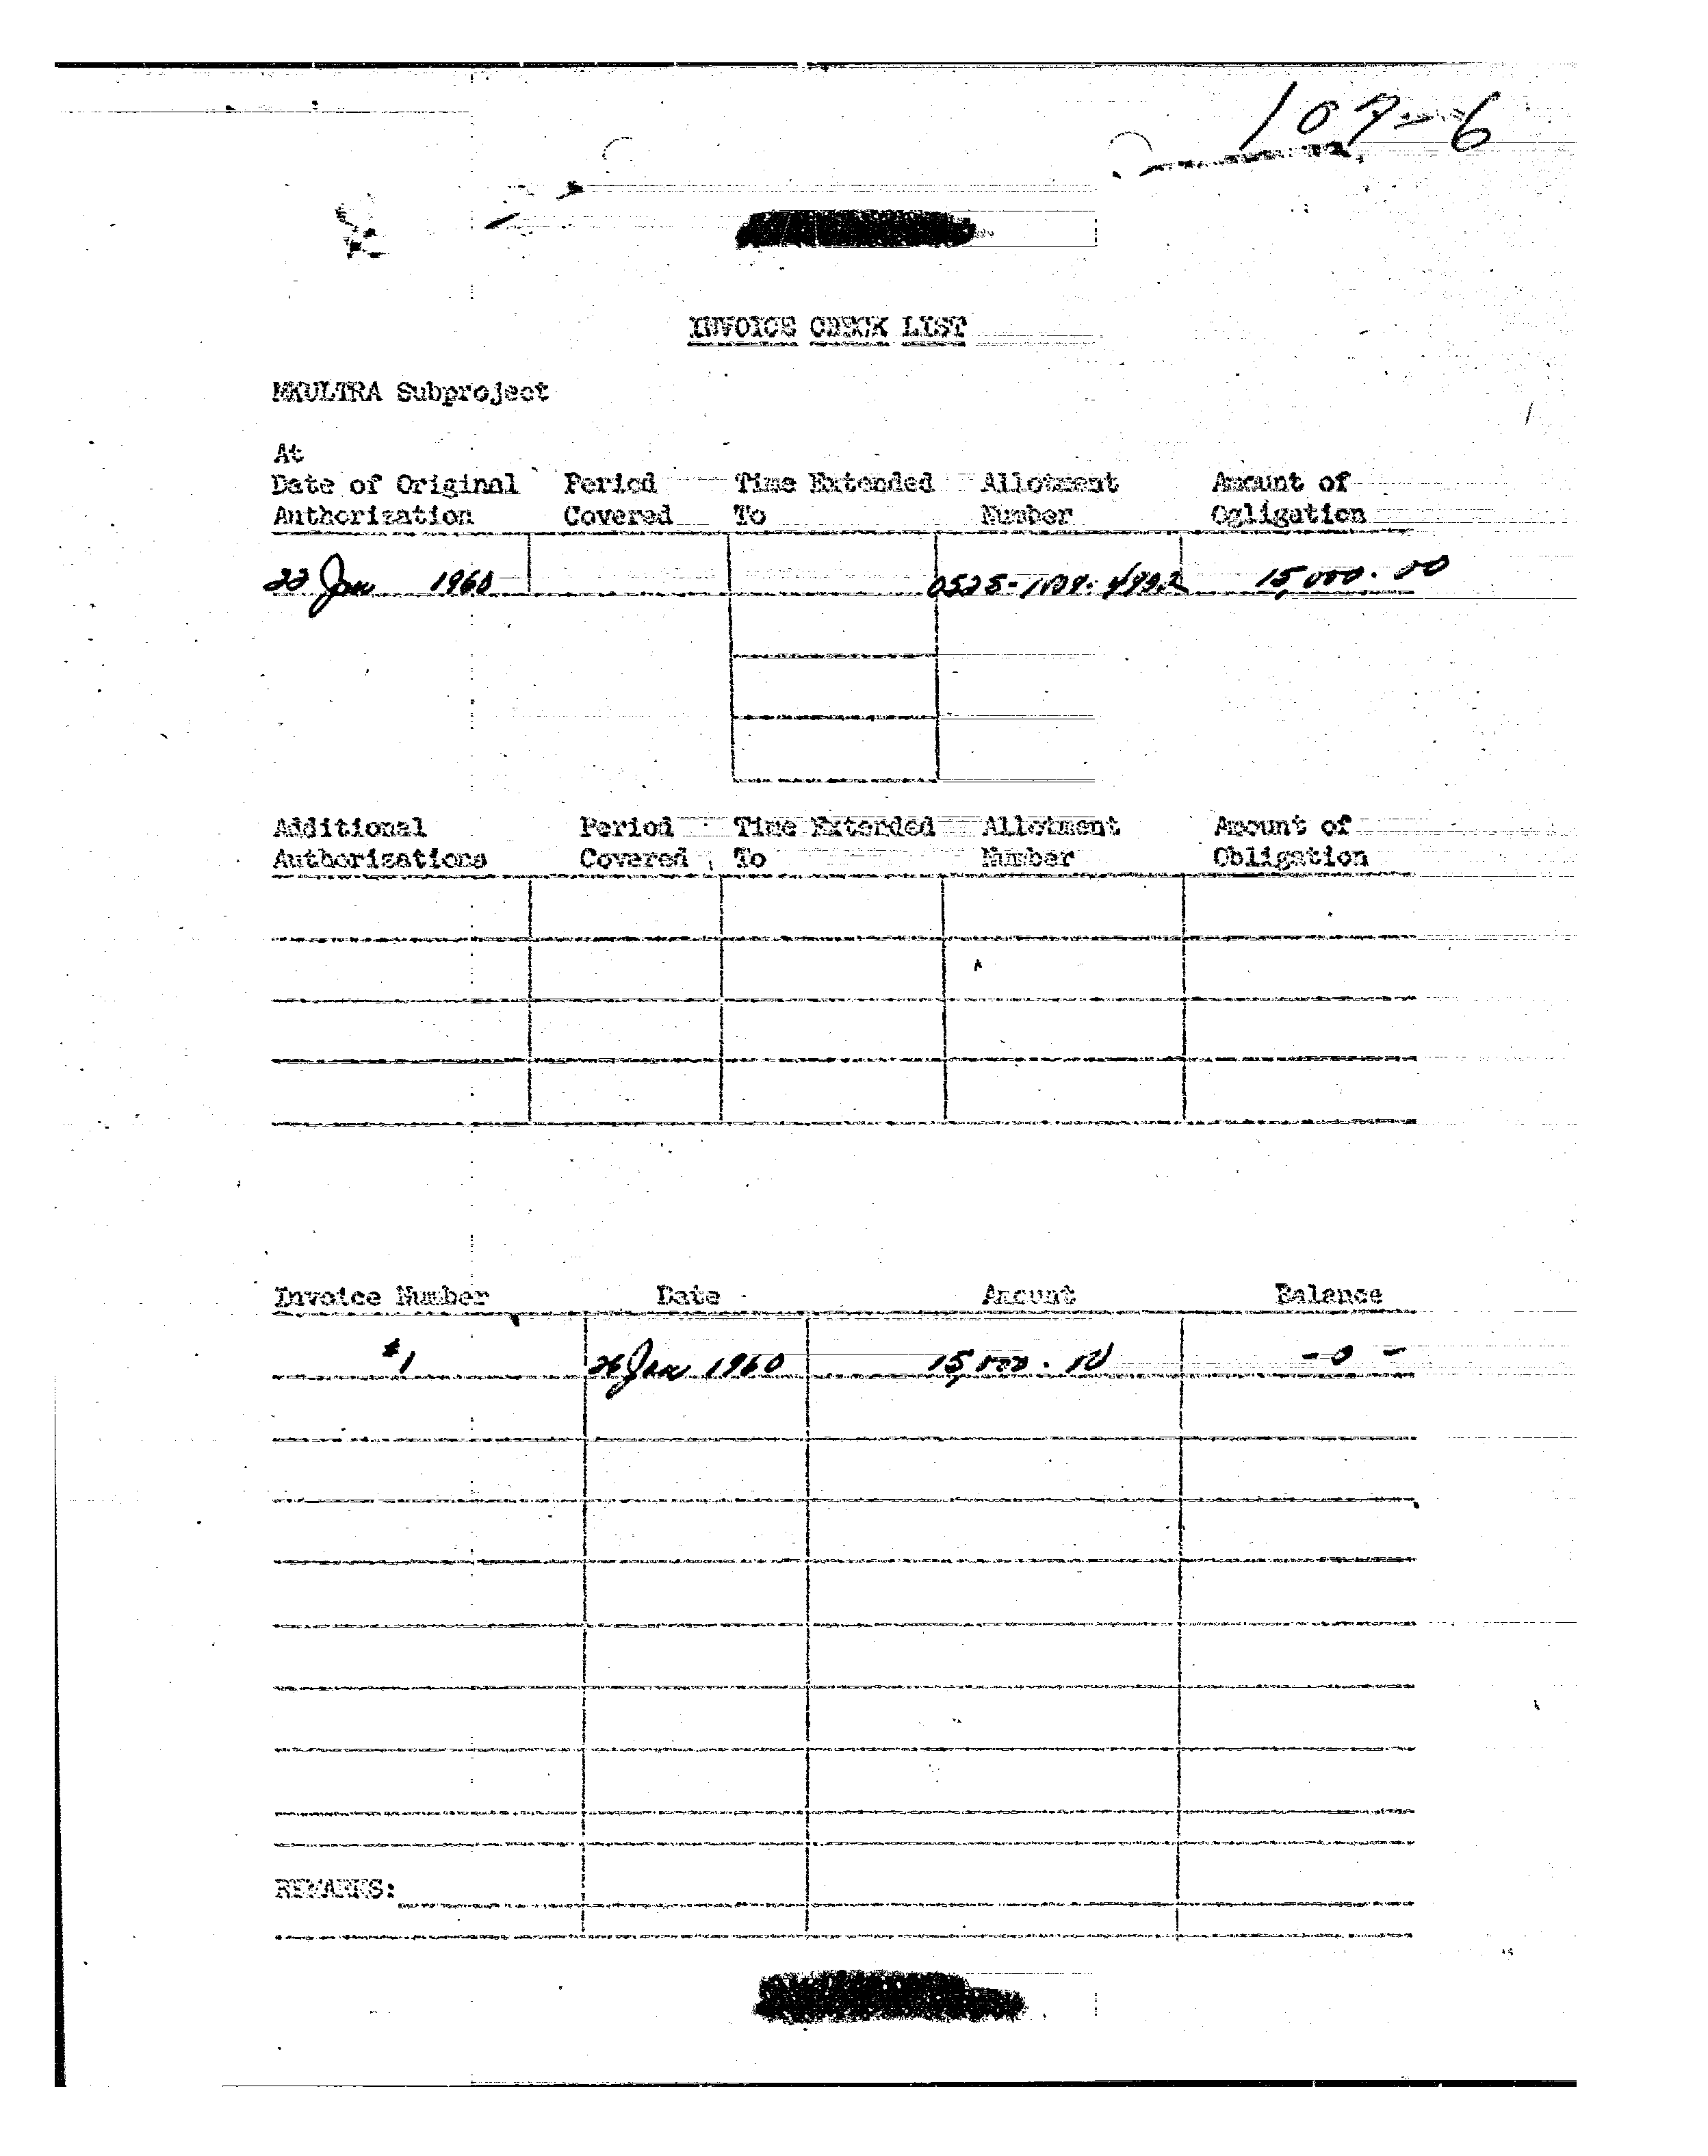 107-6
INVOICE CHECK LIST
MKULTRA Subproject
At
Date of Original Period Time Extended Allotment Amount of
Authorization Covered To Number Ogligation
22 Jan 1960 0525-1009-4902 15,000.00
Additional Period Time Extended Allotment Amount of
Authorizations Covered To Number Obligation
Invoice Number Date Amount Balance
#1 26 Jan 1960 15,000.00 -0-
REMARKS: